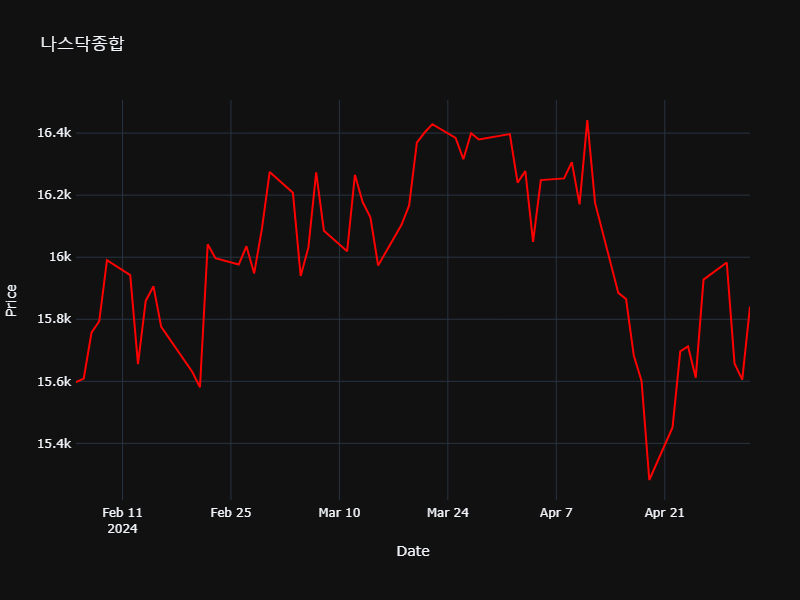 나스닥종합
16.4k
16.2k
16k
15.8k
15.6k
15.4k
Price
Feb 11
2024
Feb 25
Mar 10
Mar 24
Apr 7
Apr 21
Date